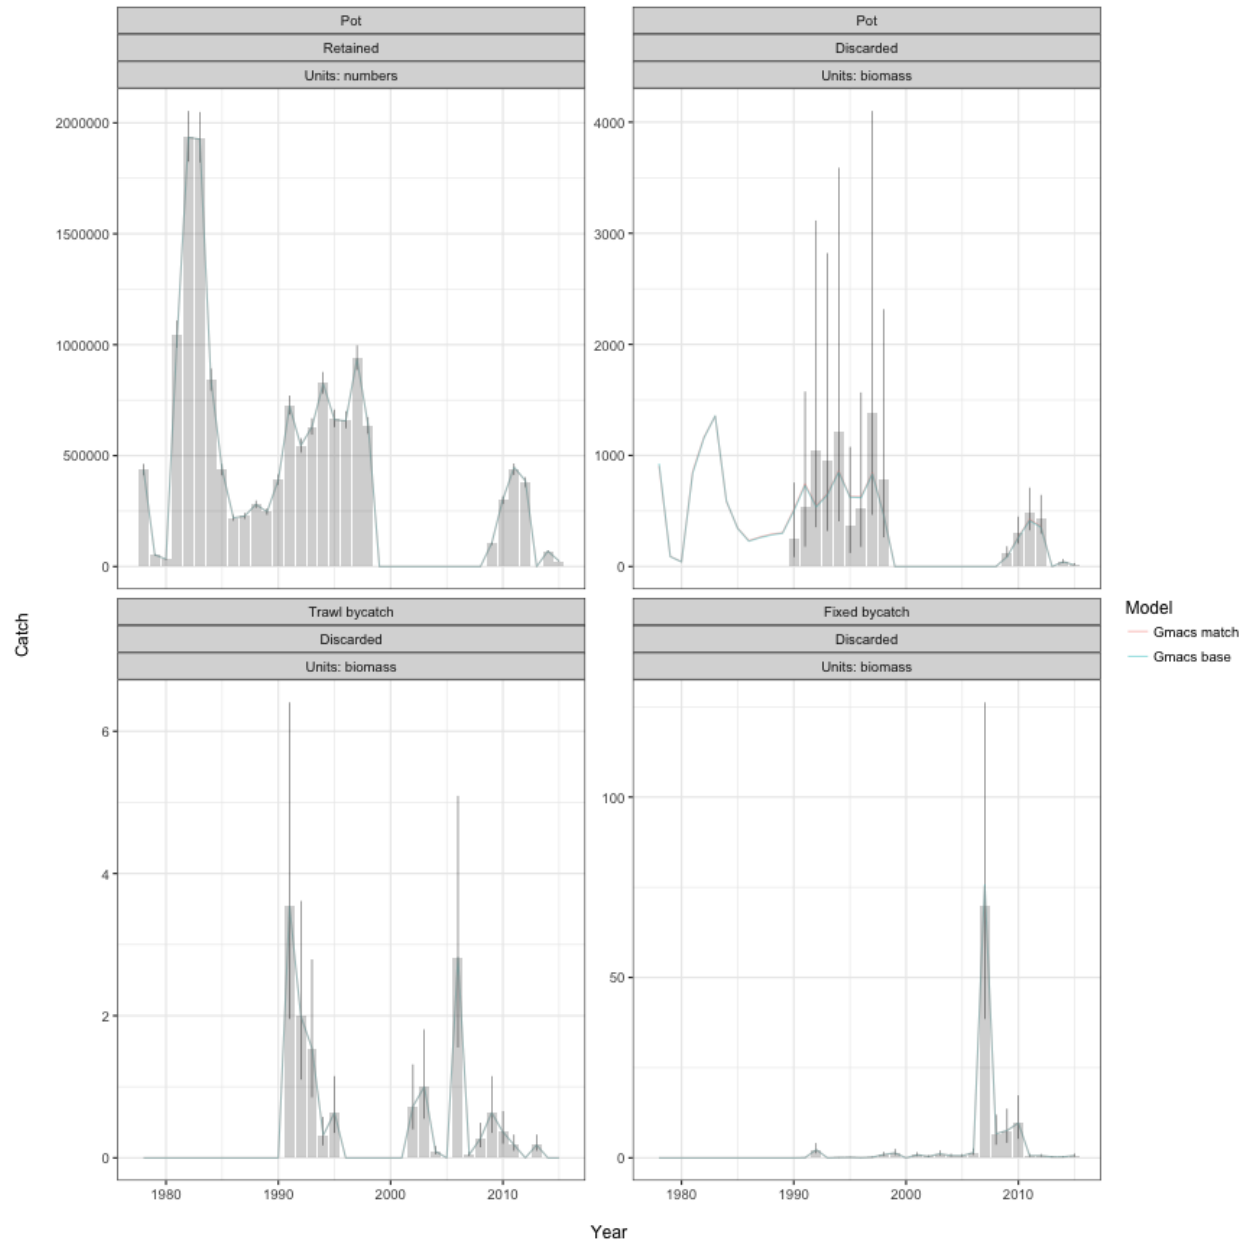 Pot
Retained
Units: numbers
2000000
1500000
1000000
500000
0
Pot
Discarded
Units: biomass
4000
3000
2000
1000
0
Trawl bycatch
Discarded
Units: biomass
6
4
2
0
1980 1990 2000 2010
Fixed bycatch
Discarded
Units: biomass
100
50
0
1980 1990 2000 2010
Catch
Year
Model
Gmacs match
Gmacs base